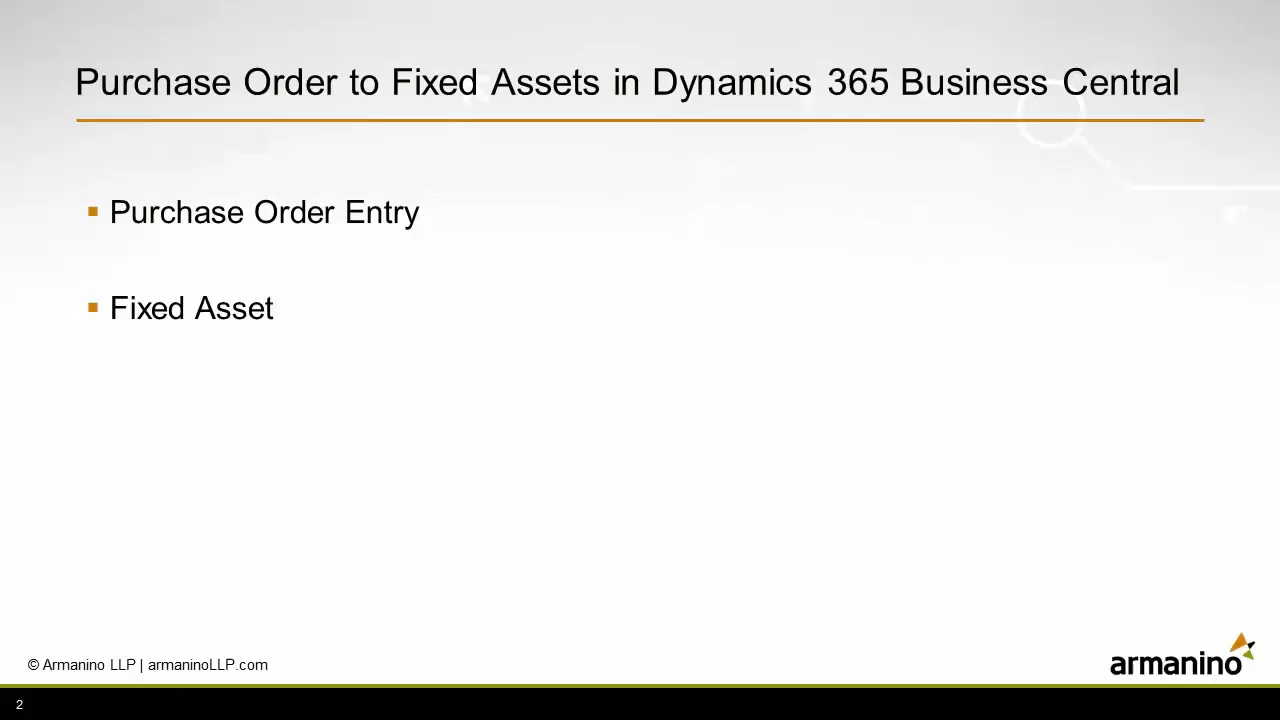 Purchase Order to Fixed Assets in Dynamics 365 Business Central
▪ Purchase Order Entry
▪ Fixed Asset
© Armanino LLP | armaninoLLP.com
armanino
2